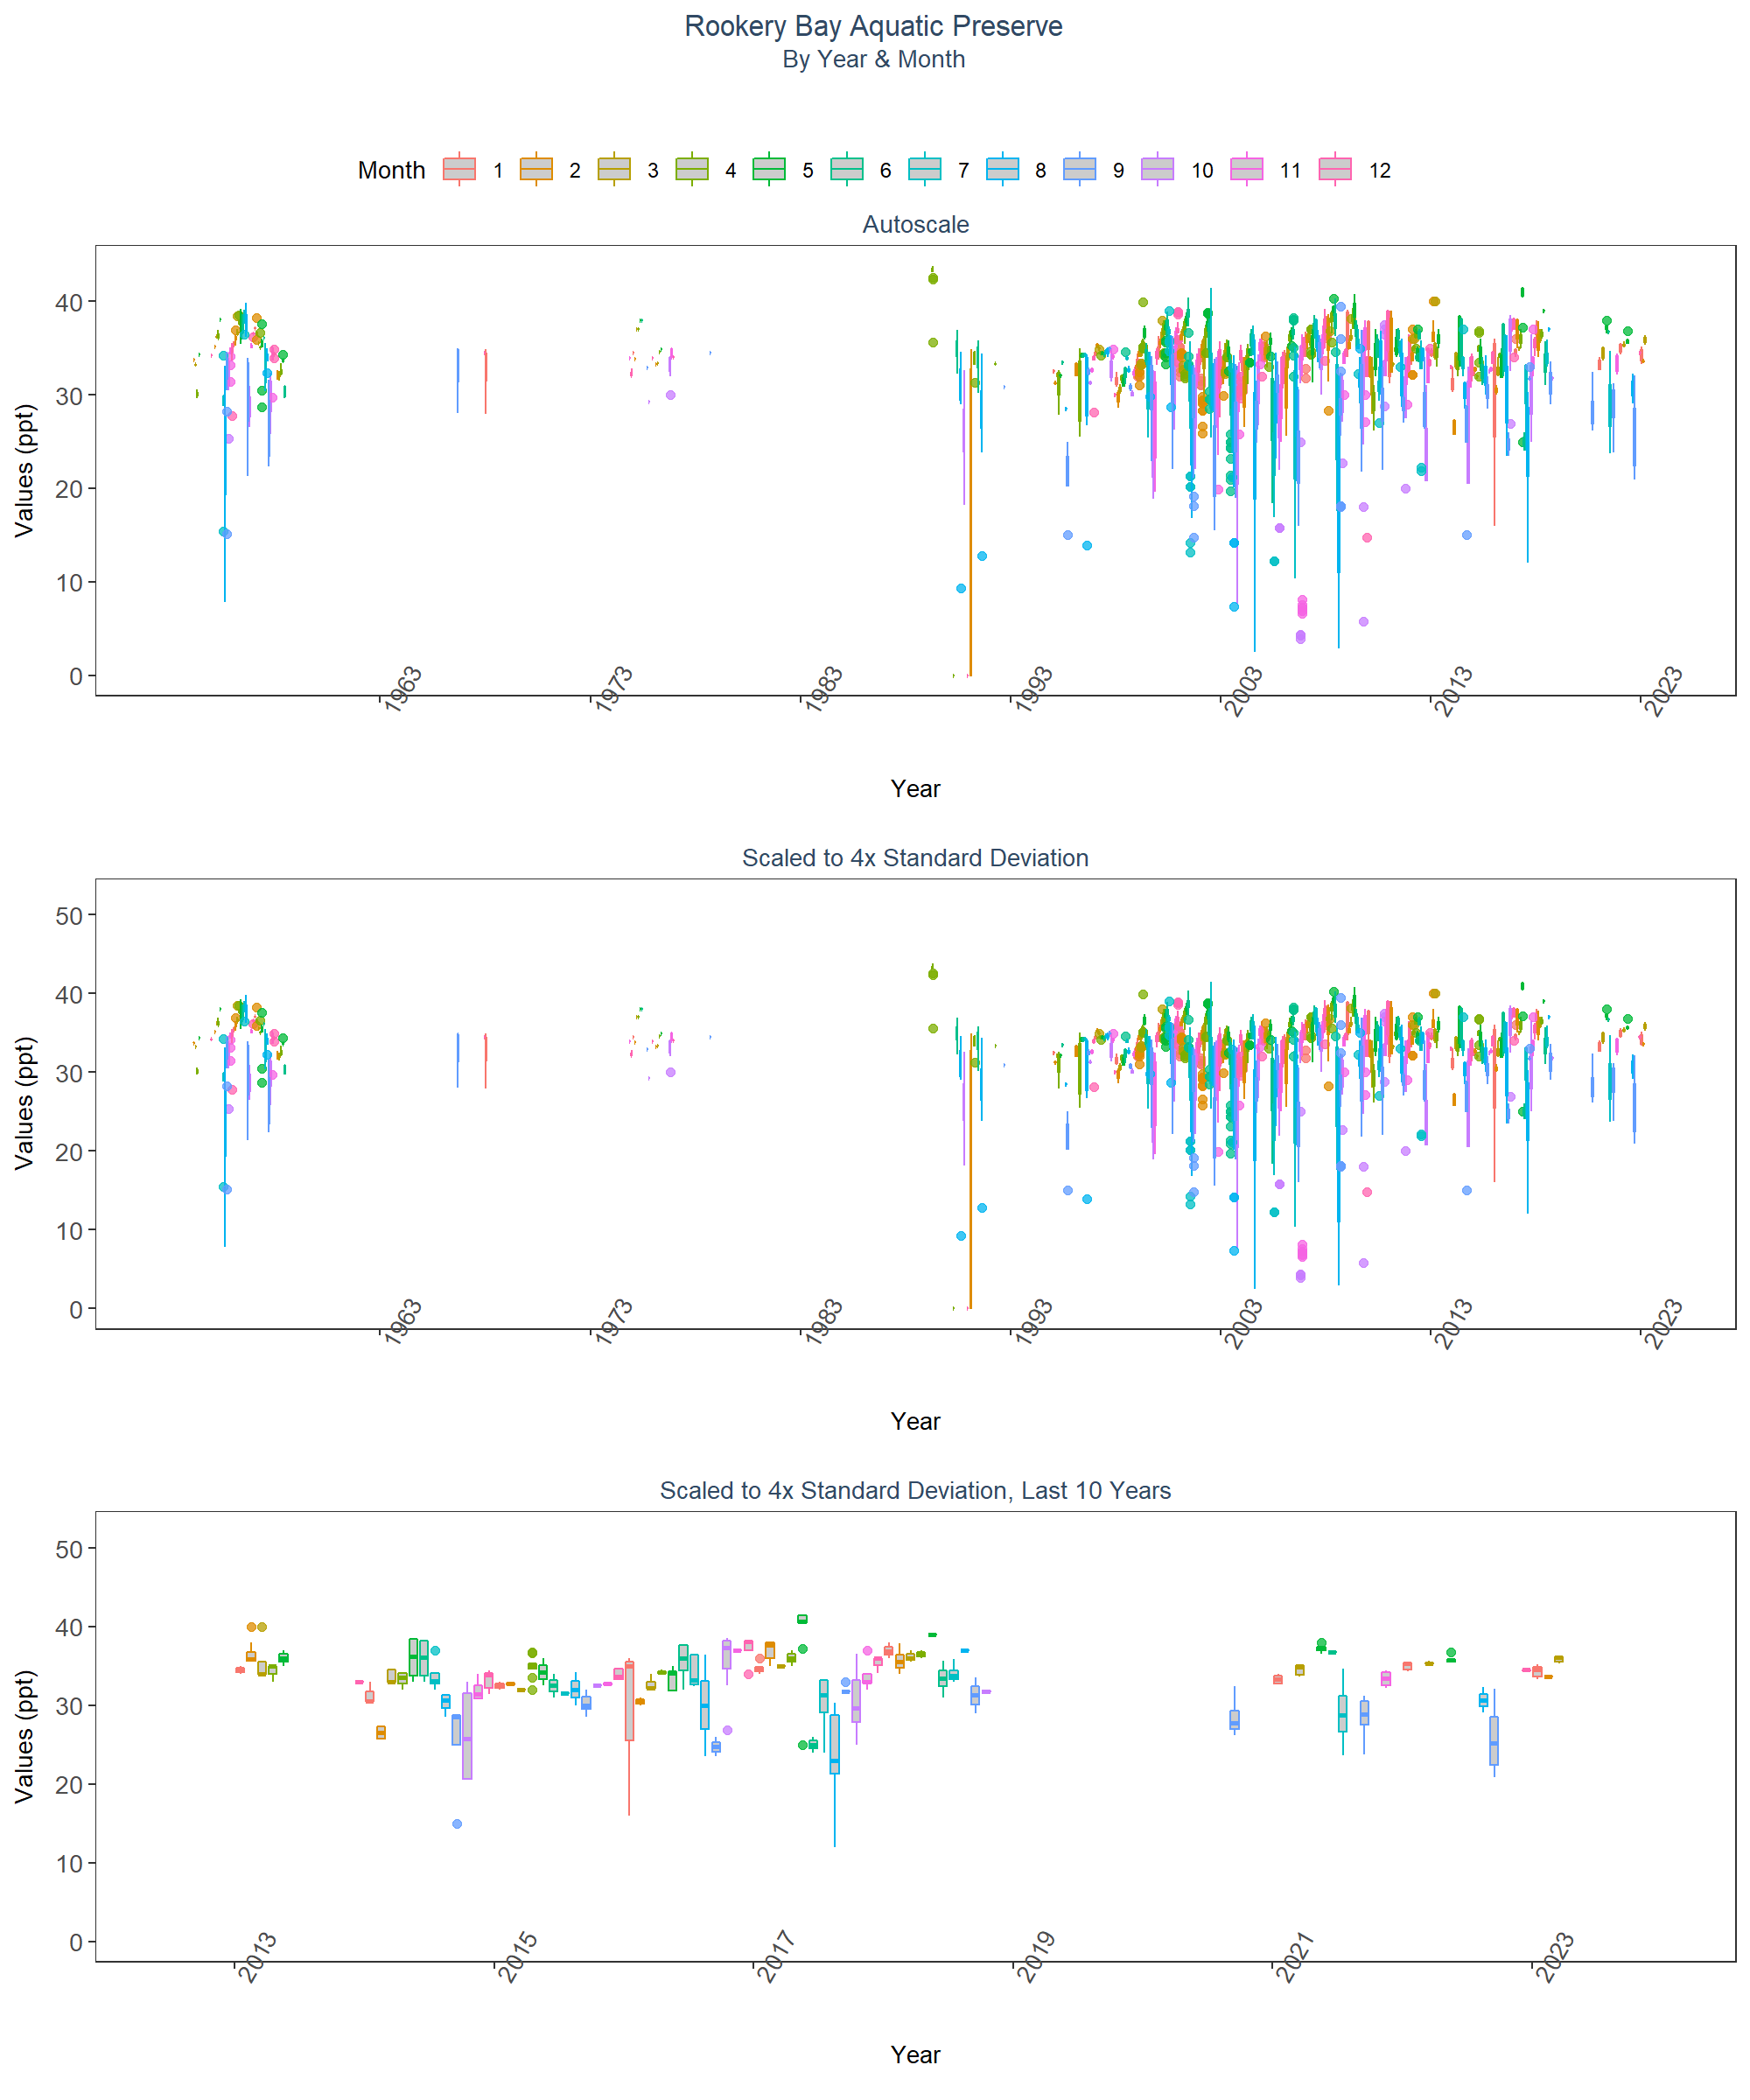 Rookery Bay Aquatic Preserve
By Year & Month
Month 1 2 3 4 5 6 7 8 9 10 11 12
Autoscale
Values (ppt)
40
30
20
10
0
1963 1973 1983 1993 2003 2013 2023
Year
Scaled to 4x Standard Deviation
Values (ppt)
50
40
30
20
10
0
1963 1973 1983 1993 2003 2013 2023
Year
Scaled to 4x Standard Deviation, Last 10 Years
Values (ppt)
50
40
30
20
10
0
2013 2015 2017 2019 2021 2023
Year